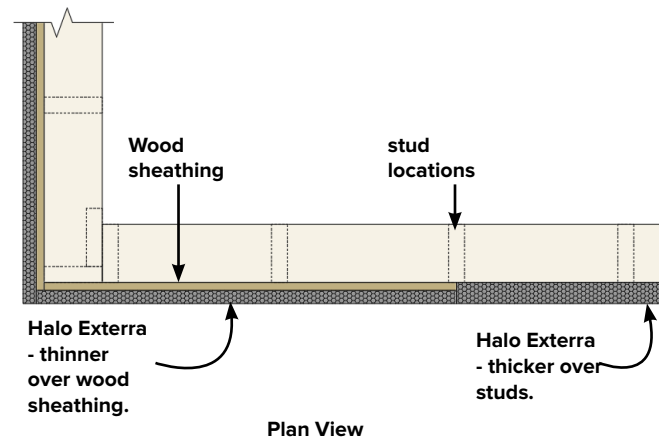 Wood
sheathing
stud
locations
Halo Exterra
- thinner
over wood
sheathing.
Halo Exterra
- thicker over
studs.
Plan View